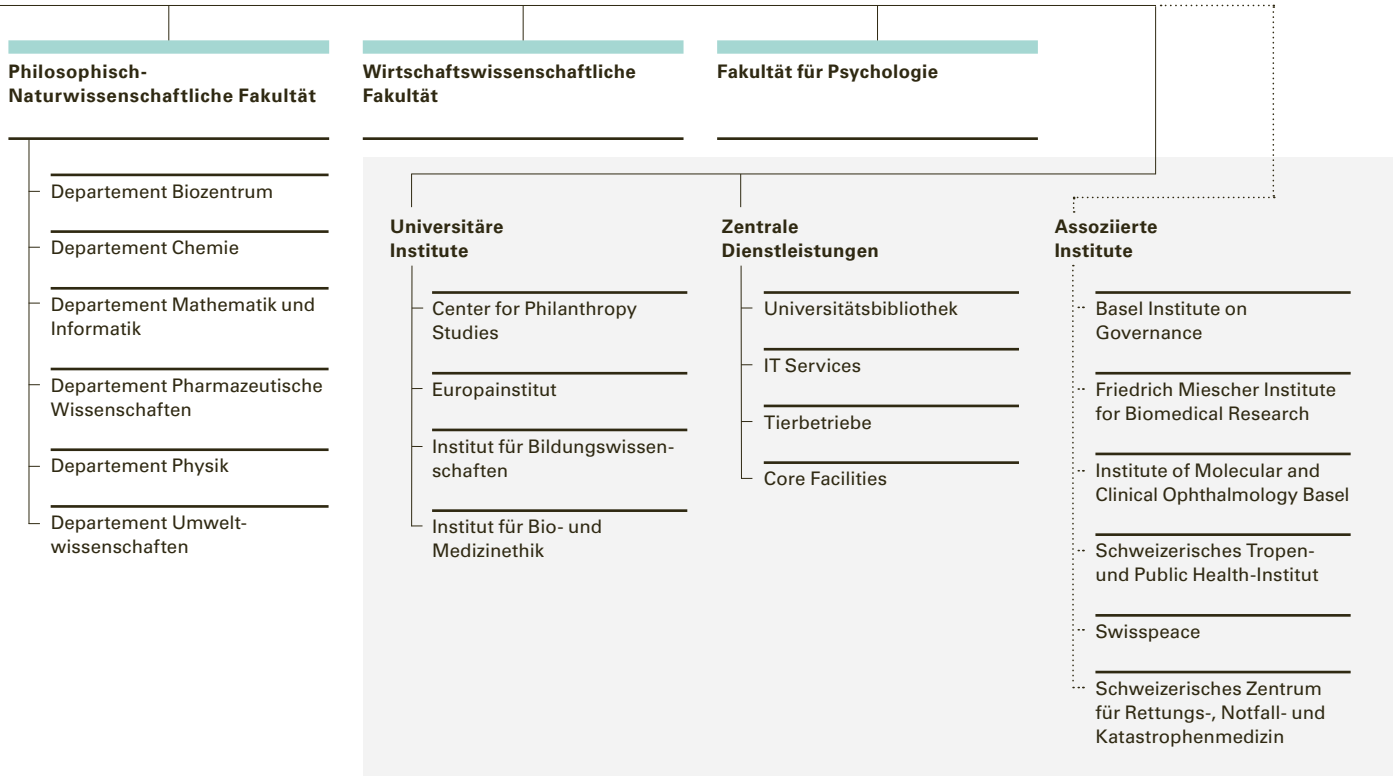 Philosophisch-
Naturwissenschaftliche Fakultät
Wirtschaftswissenschaftliche
Fakultät
Fakultät für Psychologie
Departement Biozentrum
Departement Chemie
Departement Mathematik und
Informatik
Departement Pharmazeutische
Wissenschaften
Departement Physik
Departement Umwelt-
wissenschaften
Universitäre
Institute
Center for Philanthropy
Studies
Europainstitut
Institut für Bildungswissen-
schaften
Institut für Bio- und
Medizinethik
Zentrale
Dienstleistungen
Universitätsbibliothek
IT Services
Tierbetriebe
Core Facilities
Assoziierte
Institute
Basel Institute on
Governance
Friedrich Miescher Institute
for Biomedical Research
Institute of Molecular and
Clinical Ophthalmology Basel
Schweizerisches Tropen-
und Public Health-Institut
Swisspeace
Schweizerisches Zentrum
für Rettungs-, Notfall- und
Katastrophenmedizin